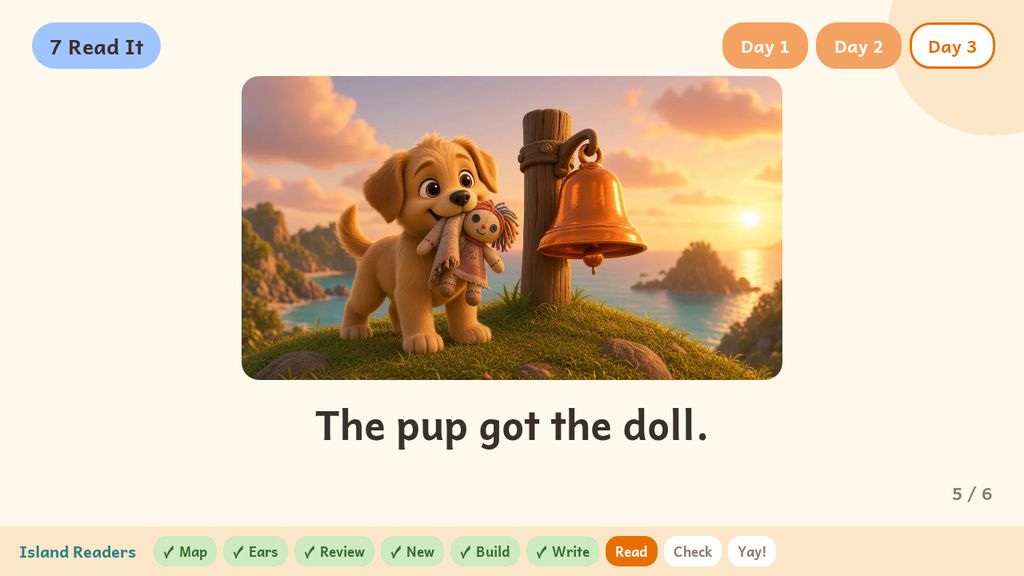 7 Read It
Day 1
Day 2
Day 3
The pup got the doll.
5 / 6
Island Readers
✓ Map
✓ Ears
✓ Review
✓ New
✓ Build
✓ Write
Read
Check
Yay!